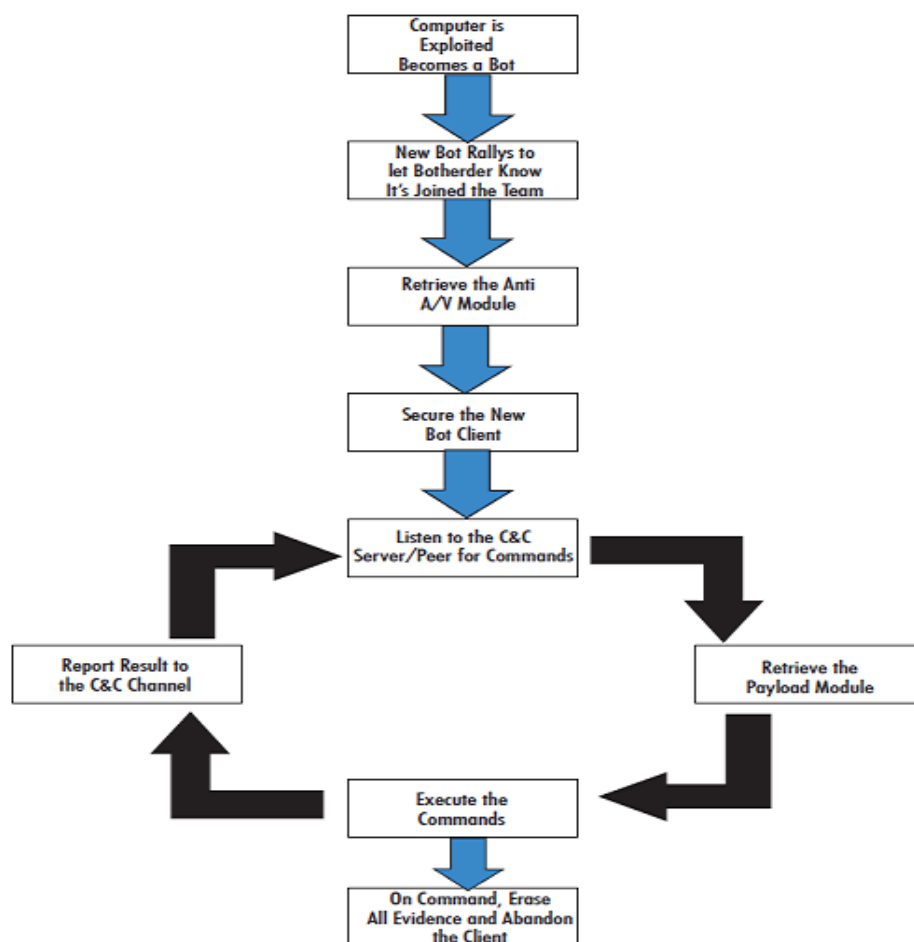 Computer is
Exploited
Becomes a Bot
New Bot Rallys to
let Botherder Know
It's Joined the Team
Retrieve the Anti
A/V Module
Secure the New
Bot Client
Listen to the C&C
Server/Peer for Commands
Retrieve the
Payload Module
Execute the
Commands
Report Result to
the C&C Channel
On Command, Erase
All Evidence and Abandon
the Client